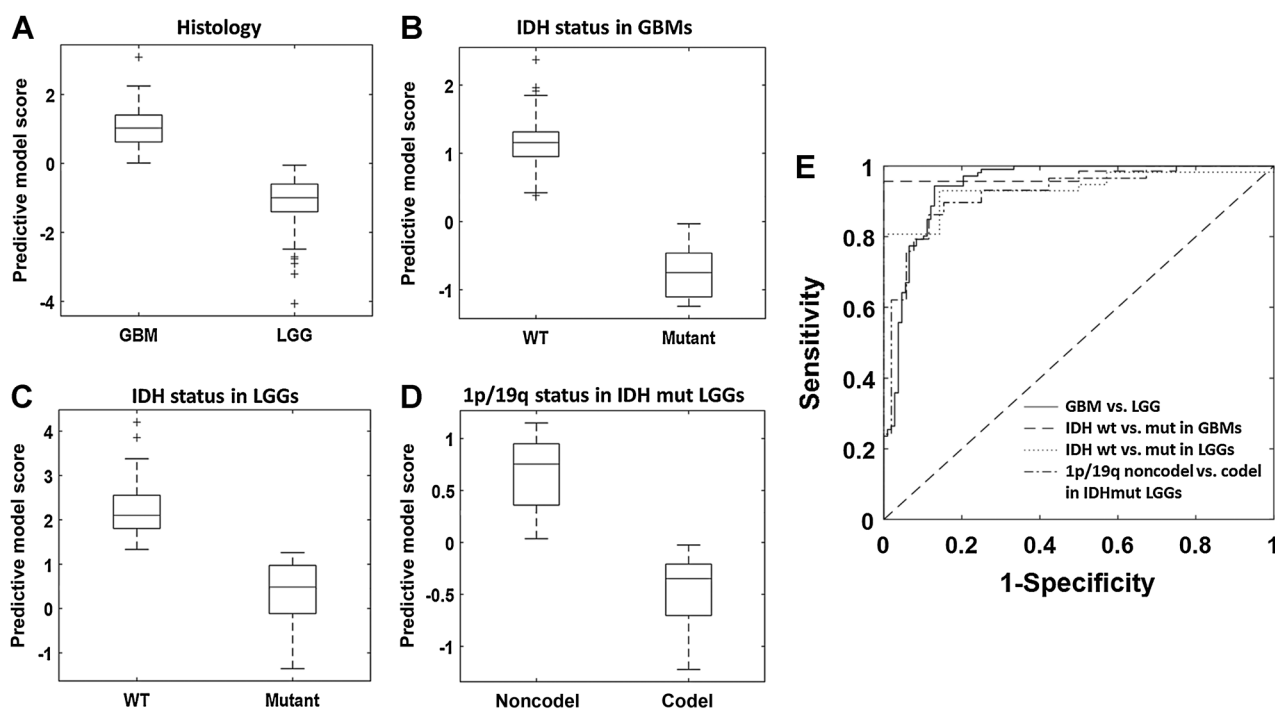 A
Histology
Predictive model score
2
0
-2
-4
GBM
LGG
B
IDH status in GBMs
Predictive model score
2
1
0
-1
WT
Mutant
C
IDH status in LGGs
Predictive model score
4
3
2
1
0
-1
WT
Mutant
D
1p/19q status in IDH mut LGGs
Predictive model score
1
0.5
0
-0.5
-1
Noncodel
Codel
E
Sensitivity
1
0.8
0.6
0.4
0.2
0
0
0.2
0.4
0.6
0.8
1
1-Specificity
GBM vs. LGG
IDH wt vs. mut in GBMs
IDH wt vs. mut in LGGs
1p/19q noncodel vs. codel
in IDHmut LGGs